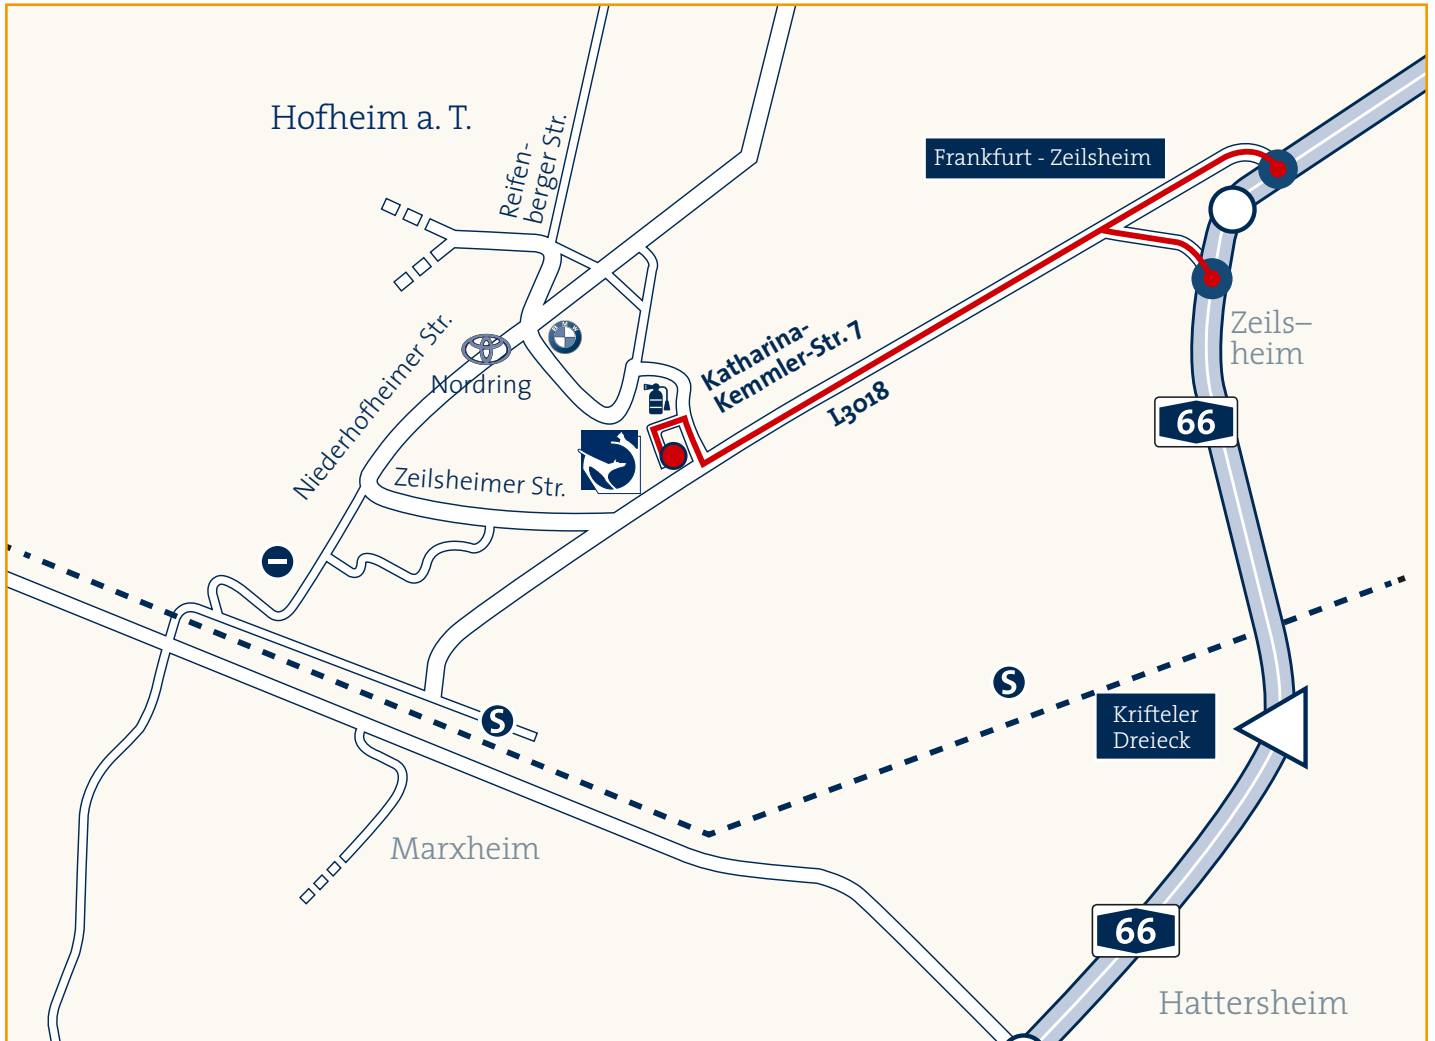 Hofheim a. T.
Reifen-
berger Str.
Frankfurt - Zeilsheim
Zeils–
heim
Niederhofheimer Str.
BMW
Nordring
Katharina-
Kemmler-Str. 7
L3018
66
Zeilsheimer Str.
S
S
Krifteler
Dreieck
Marxheim
66
Hattersheim